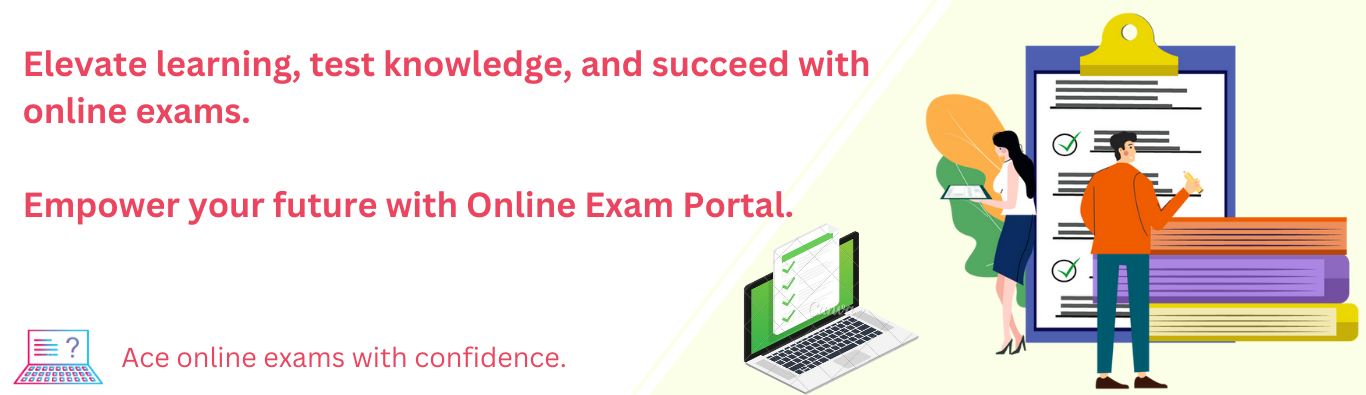 Elevate learning, test knowledge, and succeed with
online exams.
Empower your future with Online Exam Portal.
Canva
?
Ace online exams with confidence.